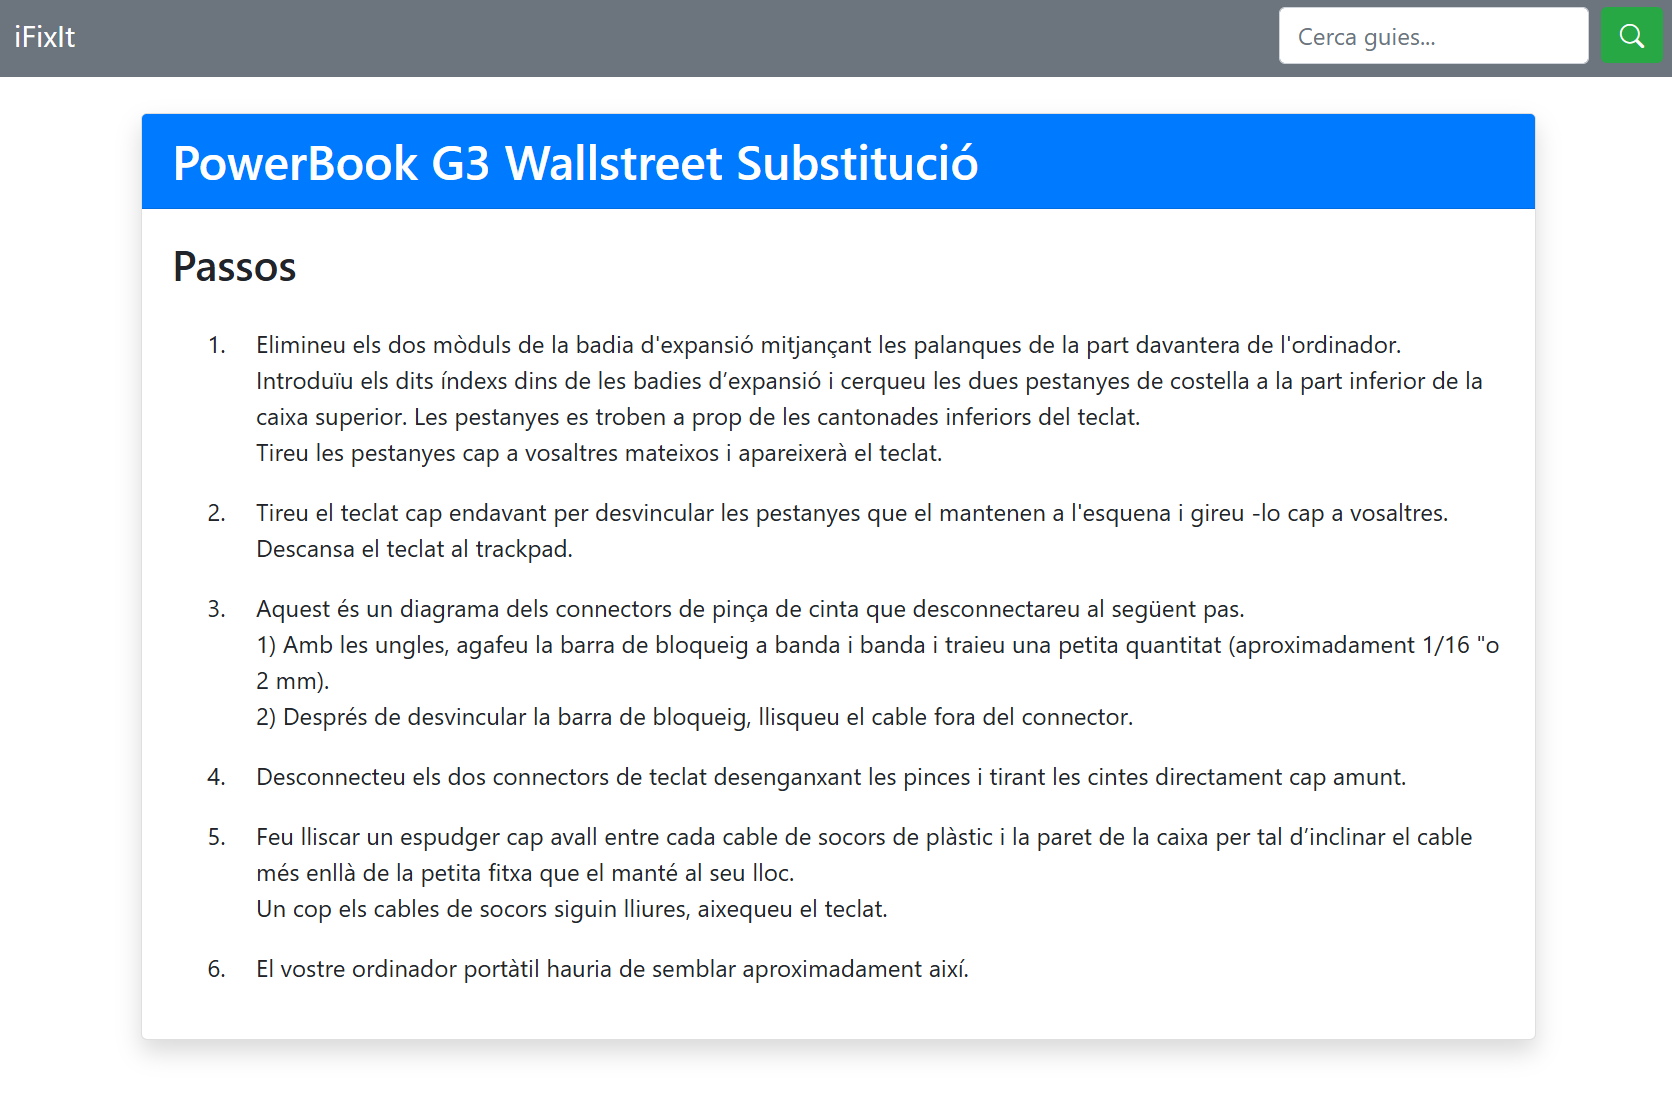 iFixIt
Cerca guies...
PowerBook G3 Wallstreet Substitució
Passos
1. Elimineu els dos mòduls de la badia d'expansió mitjançant les palanques de la part davantera de l'ordinador.
Introduïu els dits índexs dins de les badies d’expansió i cerqueu les dues pestanyes de costella a la part inferior de la
caixa superior. Les pestanyes es troben a prop de les cantonades inferiors del teclat.
Tireu les pestanyes cap a vosaltres mateixos i apareixerà el teclat.
2. Tireu el teclat cap endavant per desvincular les pestanyes que el mantenen a l'esquena i gireu -lo cap a vosaltres.
Descansa el teclat al trackpad.
3. Aquest és un diagrama dels connectors de pinça de cinta que desconnectareu al següent pas.
1) Amb les ungles, agafeu la barra de bloqueig a banda i banda i traieu una petita quantitat (aproximadament 1/16 "o
2 mm).
2) Després de desvincular la barra de bloqueig, llisqueu el cable fora del connector.
4. Desconnecteu els dos connectors de teclat desenganxant les pinces i tirant les cintes directament cap amunt.
5. Feu lliscar un espudger cap avall entre cada cable de socors de plàstic i la paret de la caixa per tal d’inclinar el cable
més enllà de la petita fitxa que el manté al seu lloc.
Un cop els cables de socors siguin lliures, aixequeu el teclat.
6. El vostre ordinador portàtil hauria de semblar aproximadament així.